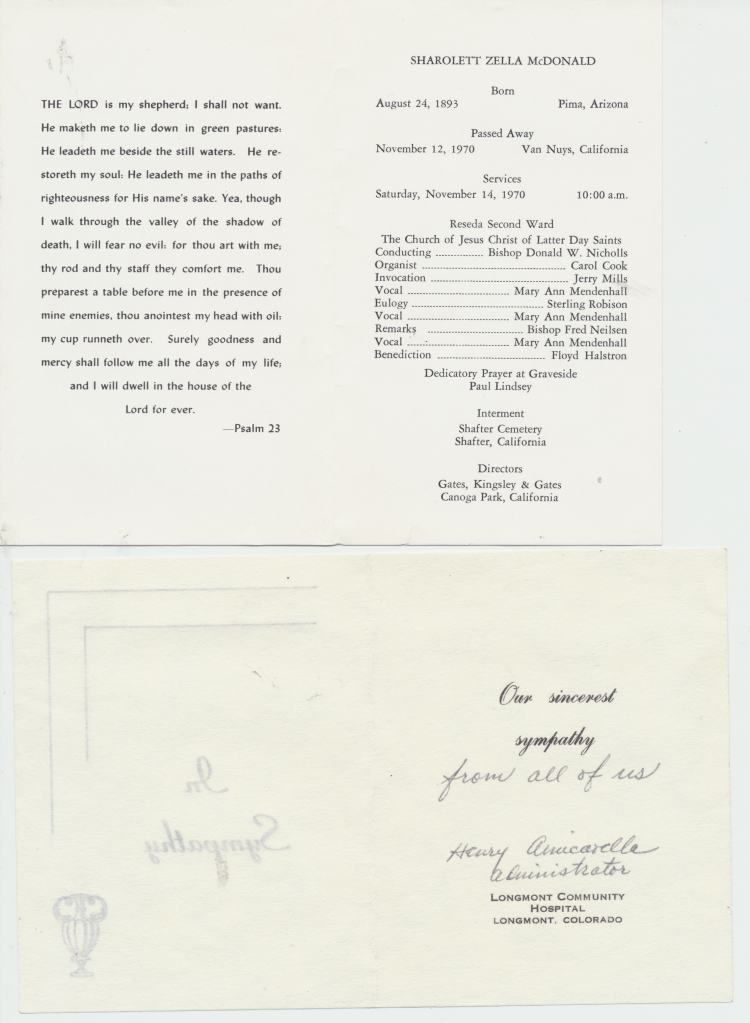 THE LORD is my shepherd; I shall not want.
He maketh me to lie down in green pastures:
He leadeth me beside the still waters. He re-
storeth my soul: He leadeth me in the paths of
righteousness for His name's sake. Yea, though
I walk through the valley of the shadow of
death, I will fear no evil: for thou art with me;
thy rod and thy staff they comfort me. Thou
preparest a table before me in the presence of
mine enemies, thou anointest my head with oil:
my cup runneth over. Surely goodness and
mercy shall follow me all the days of my life;
and I will dwell in the house of the
Lord for ever.
—Psalm 23
SHAROLETT ZELLA McDONALD
Born
August 24, 1893 Pima, Arizona
Passed Away
November 12, 1970 Van Nuys, California
Services
Saturday, November 14, 1970 10:00 a.m.
Reseda Second Ward
The Church of Jesus Christ of Latter Day Saints
Conducting .............. Bishop Donald W. Nicholls
Organist .......................................... Carol Cook
Invocation .......................................... Jerry Mills
Vocal .............................. Mary Ann Mendenhall
Eulogy ...................................... Sterling Robison
Vocal .............................. Mary Ann Mendenhall
Remarks ............................ Bishop Fred Neilsen
Vocal .............................. Mary Ann Mendenhall
Benediction ................................ Floyd Halstron
Dedicatory Prayer at Graveside
Paul Lindsey
Interment
Shafter Cemetery
Shafter, California
Directors
Gates, Kingsley & Gates
Canoga Park, California
In
Sympathy
Our sincerest
sympathy
from all of us
Henry Amicarella
Administrator
LONGMONT COMMUNITY
HOSPITAL
LONGMONT, COLORADO